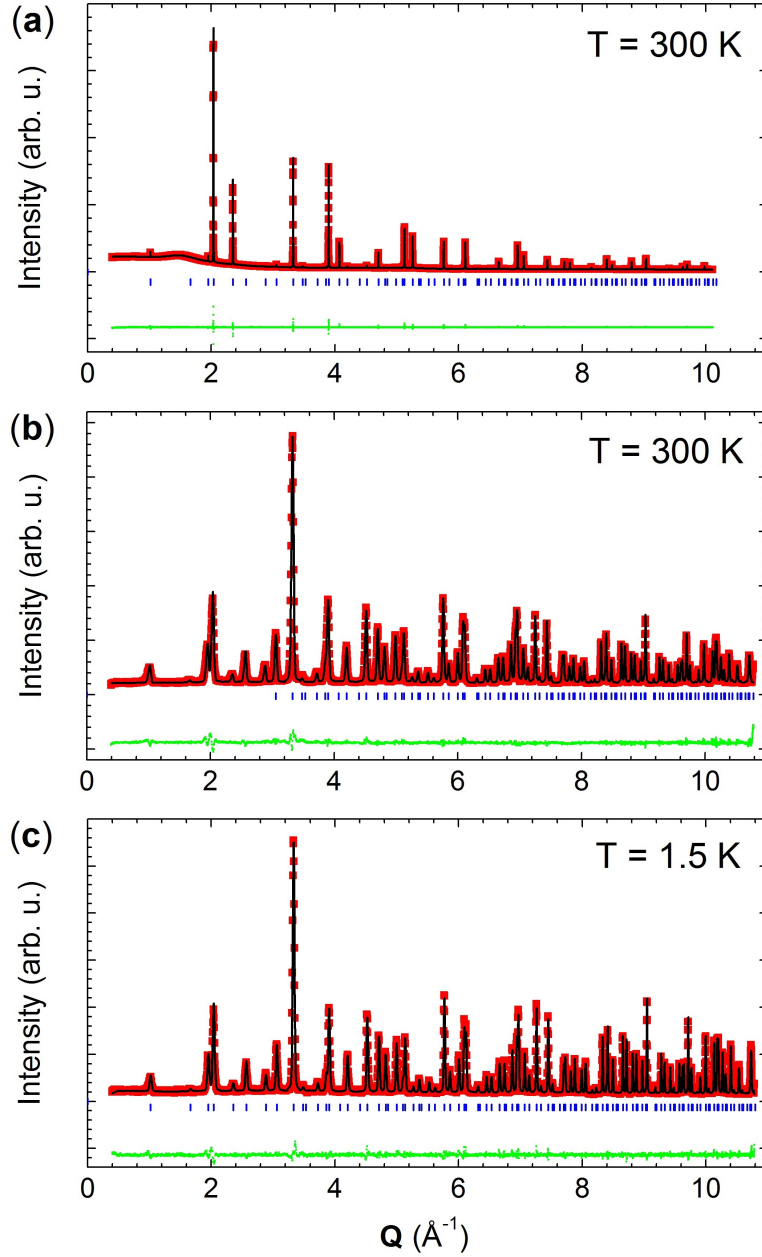 (a)
T = 300 K
Intensity (arb. u.)
0 2 4 6 8 10
(b)
T = 300 K
Intensity (arb. u.)
0 2 4 6 8 10
(c)
T = 1.5 K
Intensity (arb. u.)
0 2 4 6 8 10
Q (Å⁻¹)